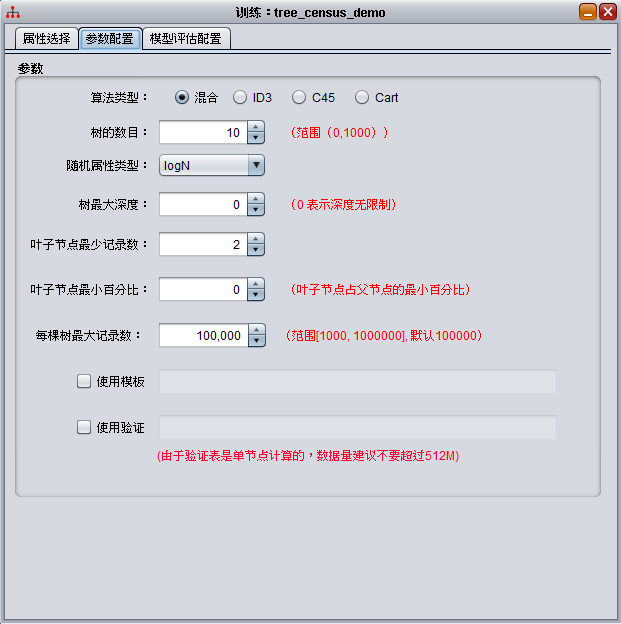 训练：tree_census_demo
属性选择 参数配置 模型评估配置
参数
算法类型： 混合 ID3 C45 Cart
树的数目： 10 （范围（0,1000））
随机属性类型： logN
树最大深度： 0 （0 表示深度无限制）
叶子节点最少记录数： 2
叶子节点最小百分比： 0 （叶子节点占父节点的最小百分比）
每棵树最大记录数： 100,000 （范围[1000, 1000000], 默认100000）
使用模板
使用验证
(由于验证表是单节点计算的，数据量建议不要超过512M)